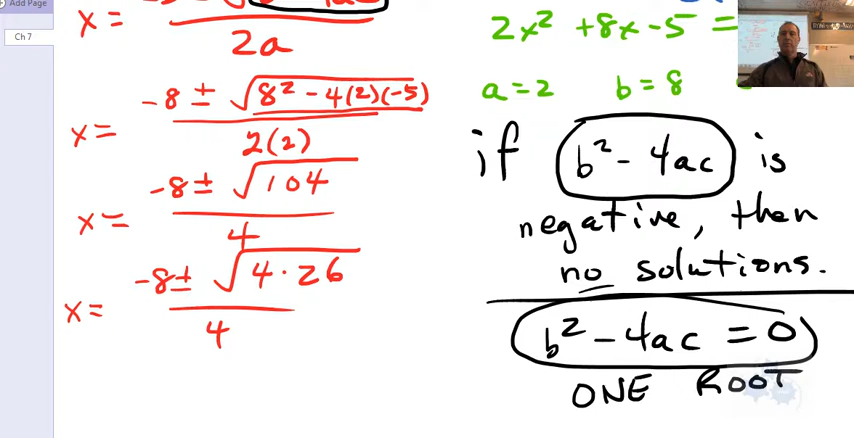 Add Page
Ch 7
x =
2a
x = -8 ± √8² - 4(2)(-5)
2(2)
x = -8 ± √104
4
x = -8 ± √4 · 26
4
2x² + 8x - 5 =
a = 2 b = 8
if b² - 4ac is
negative, then
no solutions.
b² - 4ac = 0
ONE ROOT